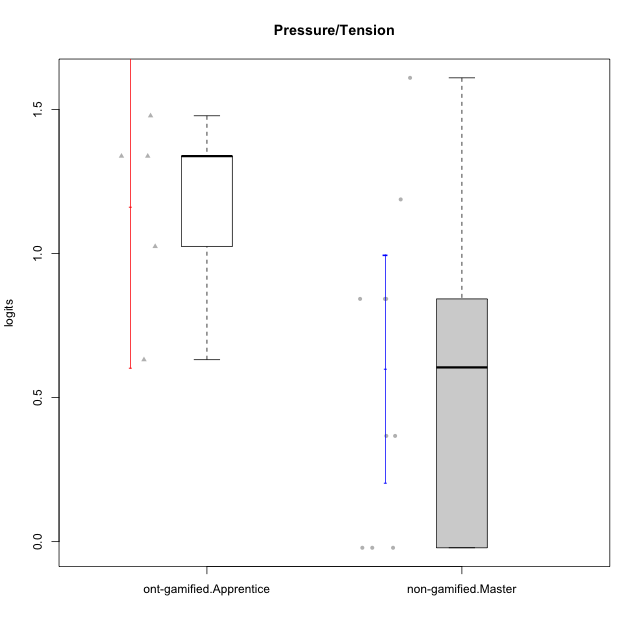 Pressure/Tension
logits
1.5
1.0
0.5
0.0
ont-gamified.Apprentice
non-gamified.Master